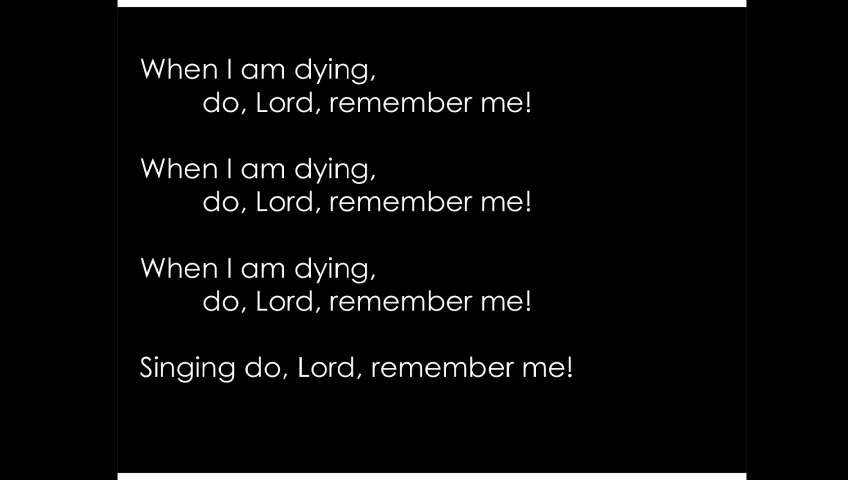 When I am dying,
do, Lord, remember me!
When I am dying,
do, Lord, remember me!
When I am dying,
do, Lord, remember me!
Singing do, Lord, remember me!